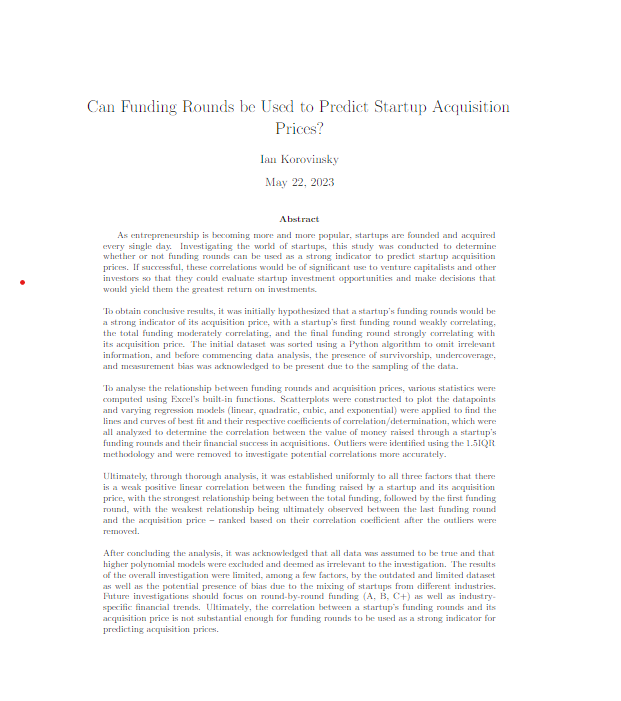 Can Funding Rounds be Used to Predict Startup Acquisition
Prices?
Ian Korovinsky
May 22, 2023
Abstract
As entrepreneurship is becoming more and more popular, startups are founded and acquired
every single day. Investigating the world of startups, this study was conducted to determine
whether or not funding rounds can be used as a strong indicator to predict startup acquisition
prices. If successful, these correlations would be of significant use to venture capitalists and other
investors so that they could evaluate startup investment opportunities and make decisions that
would yield them the greatest return on investments.
To obtain conclusive results, it was initially hypothesized that a startup's funding rounds would be
a strong indicator of its acquisition price, with a startup's first funding round weakly correlating,
the total funding moderately correlating, and the final funding round strongly correlating with
its acquisition price. The initial dataset was sorted using a Python algorithm to omit irrelevant
information, and before commencing data analysis, the presence of survivorship, undercoverage,
and measurement bias was acknowledged to be present due to the sampling of the data.
To analyse the relationship between funding rounds and acquisition prices, various statistics were
computed using Excel's built-in functions. Scatterplots were constructed to plot the datapoints
and varying regression models (linear, quadratic, cubic, and exponential) were applied to find the
lines and curves of best fit and their respective coefficients of correlation/determination, which were
all analyzed to determine the correlation between the value of money raised through a startup's
funding rounds and their financial success in acquisitions. Outliers were identified using the 1.5IQR
methodology and were removed to investigate potential correlations more accurately.
Ultimately, through thorough analysis, it was established uniformly to all three factors that there
is a weak positive linear correlation between the funding raised by a startup and its acquisition
price, with the strongest relationship being between the total funding, followed by the first funding
round, with the weakest relationship being ultimately observed between the last funding round
and the acquisition price – ranked based on their correlation coefficient after the outliers were
removed.
After concluding the analysis, it was acknowledged that all data was assumed to be true and that
higher polynomial models were excluded and deemed as irrelevant to the investigation. The results
of the overall investigation were limited, among a few factors, by the outdated and limited dataset
as well as the potential presence of bias due to the mixing of startups from different industries.
Future investigations should focus on round-by-round funding (A, B, C+) as well as industry-
specific financial trends. Ultimately, the correlation between a startup's funding rounds and its
acquisition price is not substantial enough for funding rounds to be used as a strong indicator for
predicting acquisition prices.